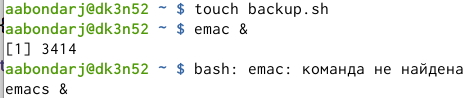 aabondarj@dk3n52 ~ $ touch backup.sh
aabondarj@dk3n52 ~ $ emac &
[1] 3414
aabondarj@dk3n52 ~ $ bash: emac: команда не найдена
emacs &